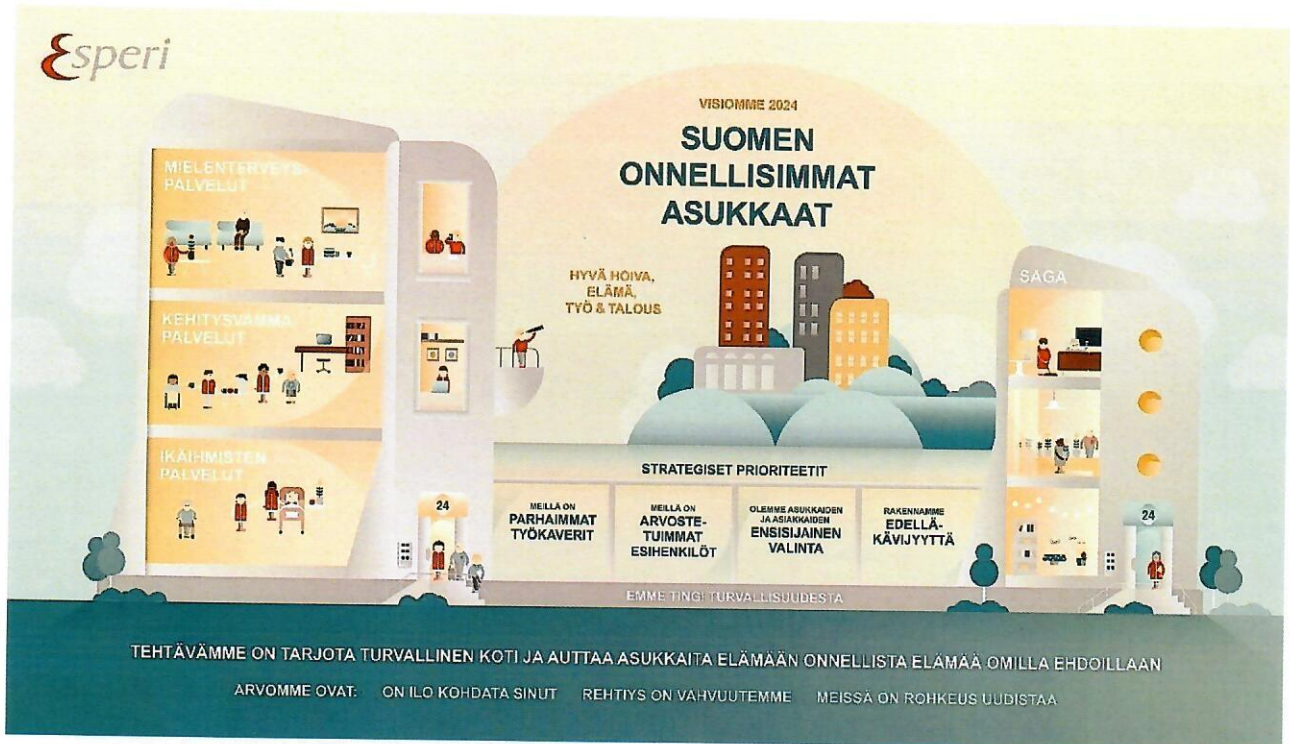 Esperi
VISIOMME 2024
SUOMEN
ONNELLISIMMAT
ASUKKAAT
HYVÄ HOIVA,
ELÄMÄ,
TYÖ & TALOUS
MIELENTERVEYS-
PALVELUT
KEHITYSVAMMA
PALVELUT
IKÄIHMISTEN
PALVELUT
24
SAGA
24
STRATEGISET PRIORITEETIT
MEILLÄ ON
PARHAIMMAT
TYÖKAVERIT
MEILLÄ ON
ARVOSTE-
TUIMMAT
ESIHENKILÖT
OLEMME ASUKKAIDEN
JA ASIAKKAIDEN
ENSISIJAINEN
VALINTA
RAKENNAMME
EDELLÄ-
KÄVIJYYTTÄ
EMME TINGI TURVALLISUUDESTA
TEHTÄVÄMME ON TARJOTA TURVALLINEN KOTI JA AUTTAA ASUKKAITA ELÄMÄÄN ONNELLISTA ELÄMÄÄ OMILLA EHDOILLAAN
ARVOMME OVAT: ON ILO KOHDATA SINUT REHTIYS ON VAHVUUTEMME MEISSÄ ON ROHKEUS UUDISTAA